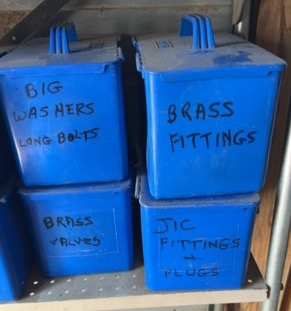 BIG
WASHERS
LONG BOLTS
BRASS
FITTINGS
BRASS
VALVES
JIC
FITTINGS
+
PLUGS